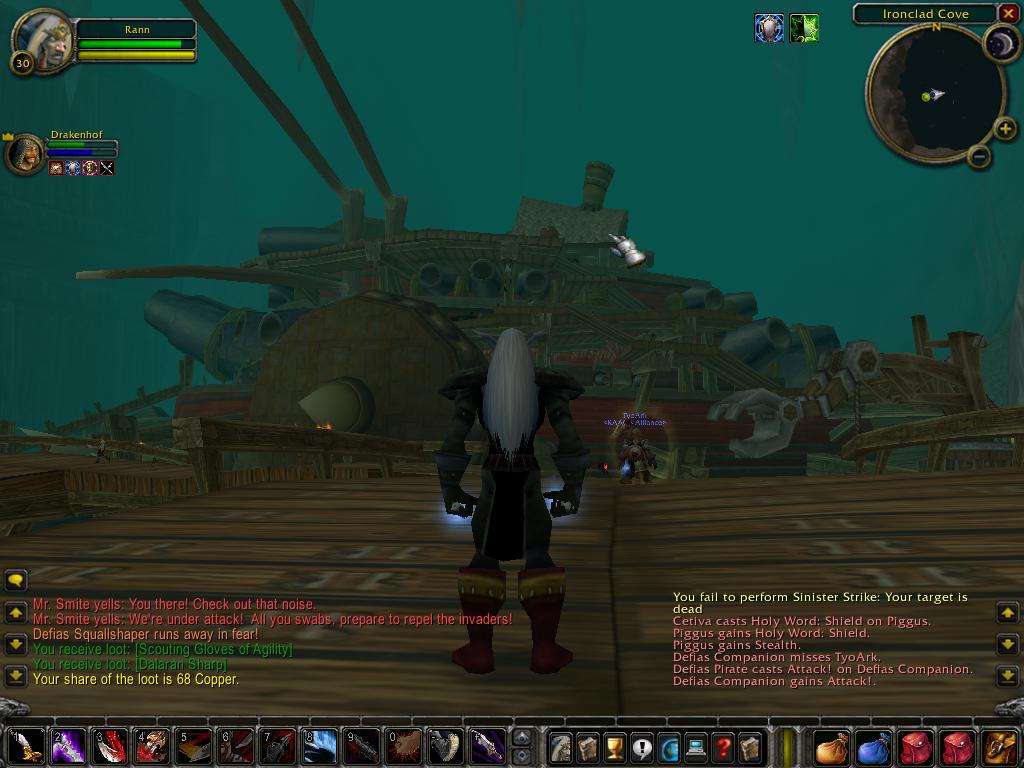 Rann
30
Drakenhof
Ironclad Cove
N
TyoArk
Mr. Smite yells: You there! Check out that noise.
Mr. Smite yells: We're under attack!  All you swabs, prepare to repel the invaders!
Defias Squallshaper runs away in fear!
You receive loot: [Scouting Gloves of Agility]
You receive loot: [Dalaran Sharp]
Your share of the loot is 68 Copper.
You fail to perform Sinister Strike: Your target is
dead
Cetiva casts Holy Word: Shield on Piggus.
Piggus gains Holy Word: Shield.
Piggus gains Stealth.
Defias Companion misses TyoArk.
Defias Pirate casts Attack! on Defias Companion.
Defias Companion gains Attack!.
1 2 3 4 5 6 7 8 9 0 - =